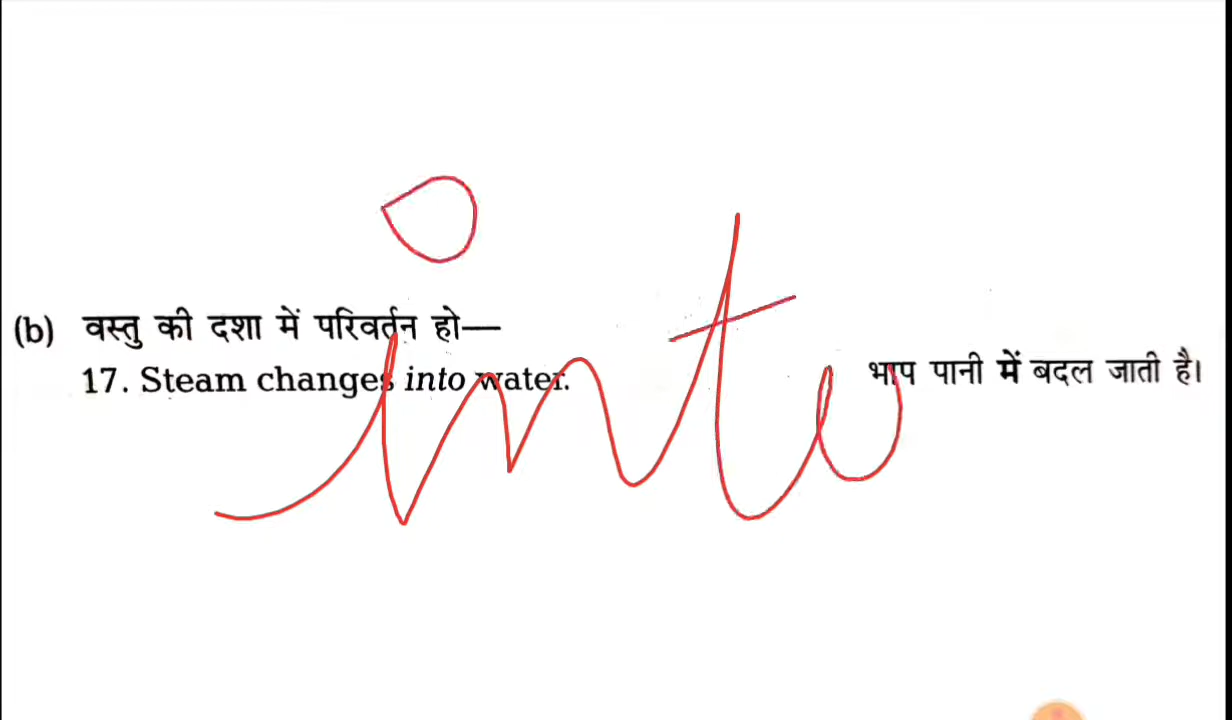 (b) वस्तु की दशा में परिवर्तन हो—
17. Steam changes into water. भाप पानी में बदल जाती है।
into